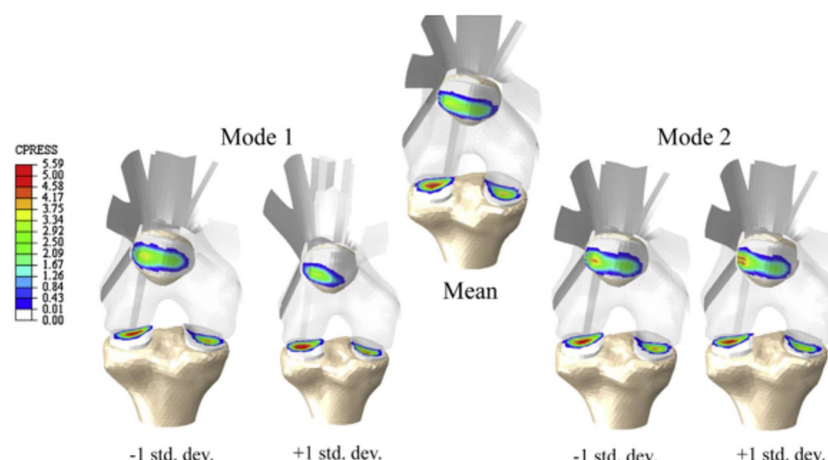 Mode 1
Mode 2
CPRESS
5.59
5.00
4.58
4.17
3.75
3.34
2.92
2.50
2.09
1.67
1.26
0.84
0.43
0.01
0.00
Mean
-1 std. dev.
+1 std. dev.
-1 std. dev.
+1 std. dev.